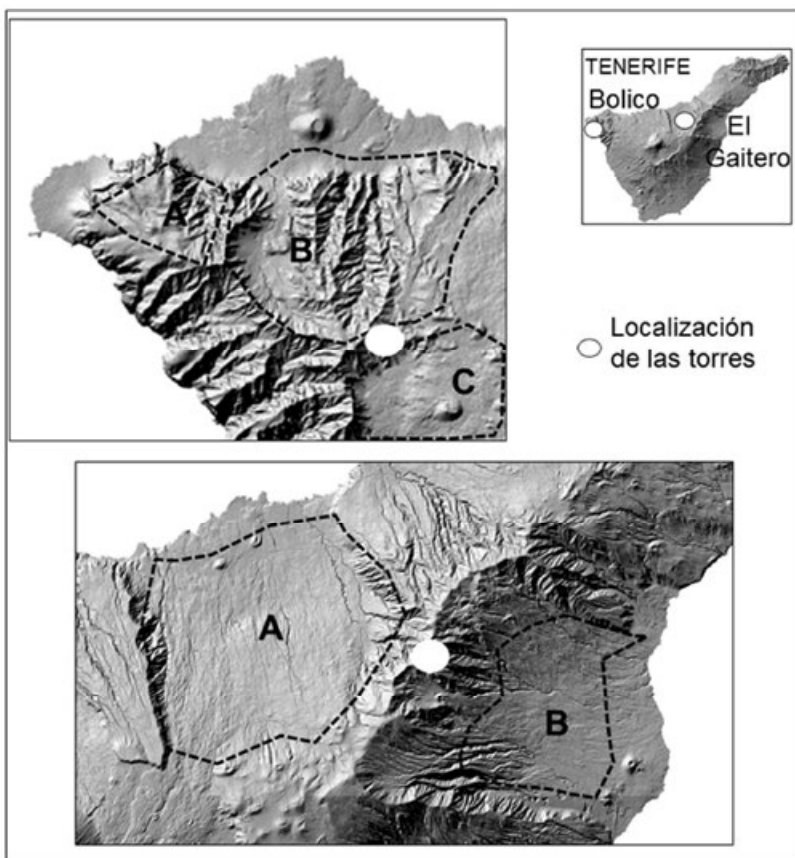 A
B
C
TENERIFE
Bolico
El
Gaitero
Localización
de las torres
A
B